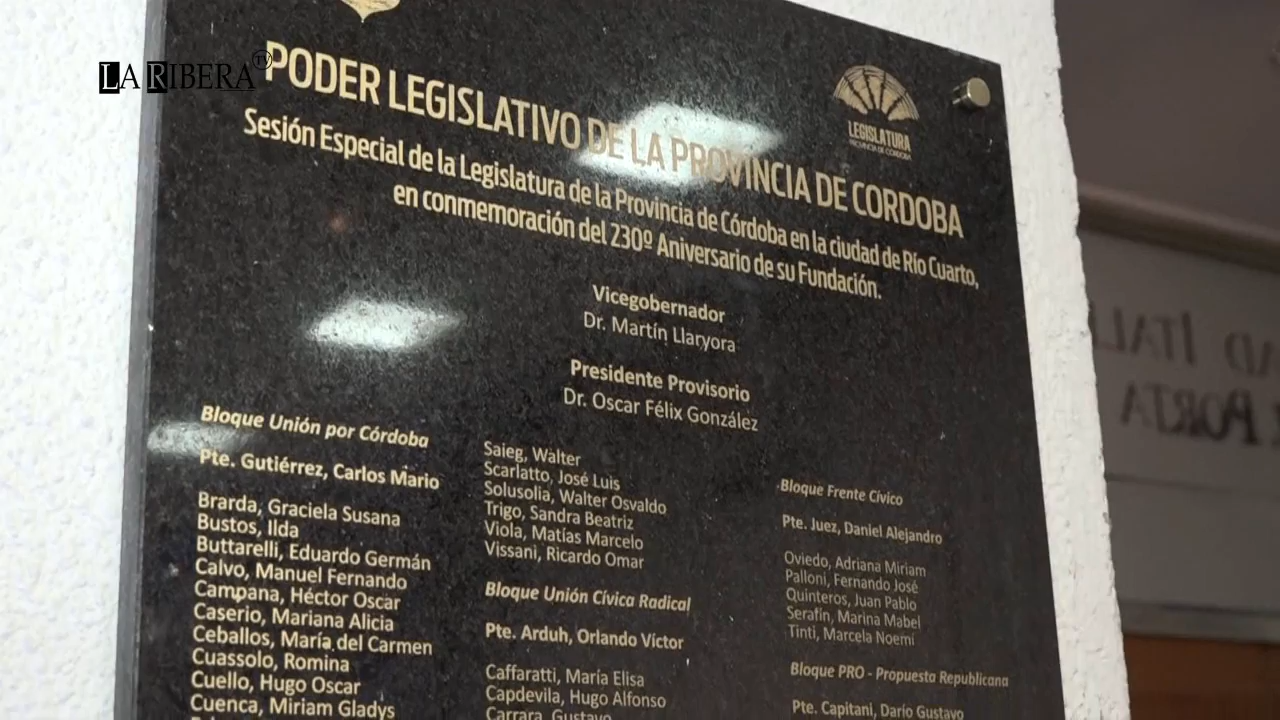 LA RIBERA TV
PODER LEGISLATIVO DE LA PROVINCIA DE CORDOBA
LEGISLATURA
PROVINCIA DE CÓRDOBA
Sesión Especial de la Legislatura de la Provincia de Córdoba en la ciudad de Río Cuarto,
en conmemoración del 230º Aniversario de su Fundación.
Vicegobernador
Dr. Martín Llaryora
Presidente Provisorio
Dr. Oscar Félix González
Bloque Unión por Córdoba
Pte. Gutiérrez, Carlos Mario
Brarda, Graciela Susana
Bustos, Ilda
Buttarelli, Eduardo Germán
Calvo, Manuel Fernando
Campana, Héctor Oscar
Caserio, Mariana Alicia
Ceballos, María del Carmen
Cuassolo, Romina
Cuello, Hugo Oscar
Cuenca, Miriam Gladys
Saieg, Walter
Scarlatto, José Luis
Solusolia, Walter Osvaldo
Trigo, Sandra Beatriz
Viola, Matías Marcelo
Vissani, Ricardo Omar
Bloque Unión Cívica Radical
Pte. Arduh, Orlando Víctor
Caffaratti, María Elisa
Capdevila, Hugo Alfonso
Carrara, Gustavo
Bloque Frente Cívico
Pte. Juez, Daniel Alejandro
Oviedo, Adriana Miriam
Palloni, Fernando José
Quinteros, Juan Pablo
Serafín, Marina Mabel
Tinti, Marcela Noemí
Bloque PRO - Propuesta Republicana
Pte. Capitani, Darío Gustavo